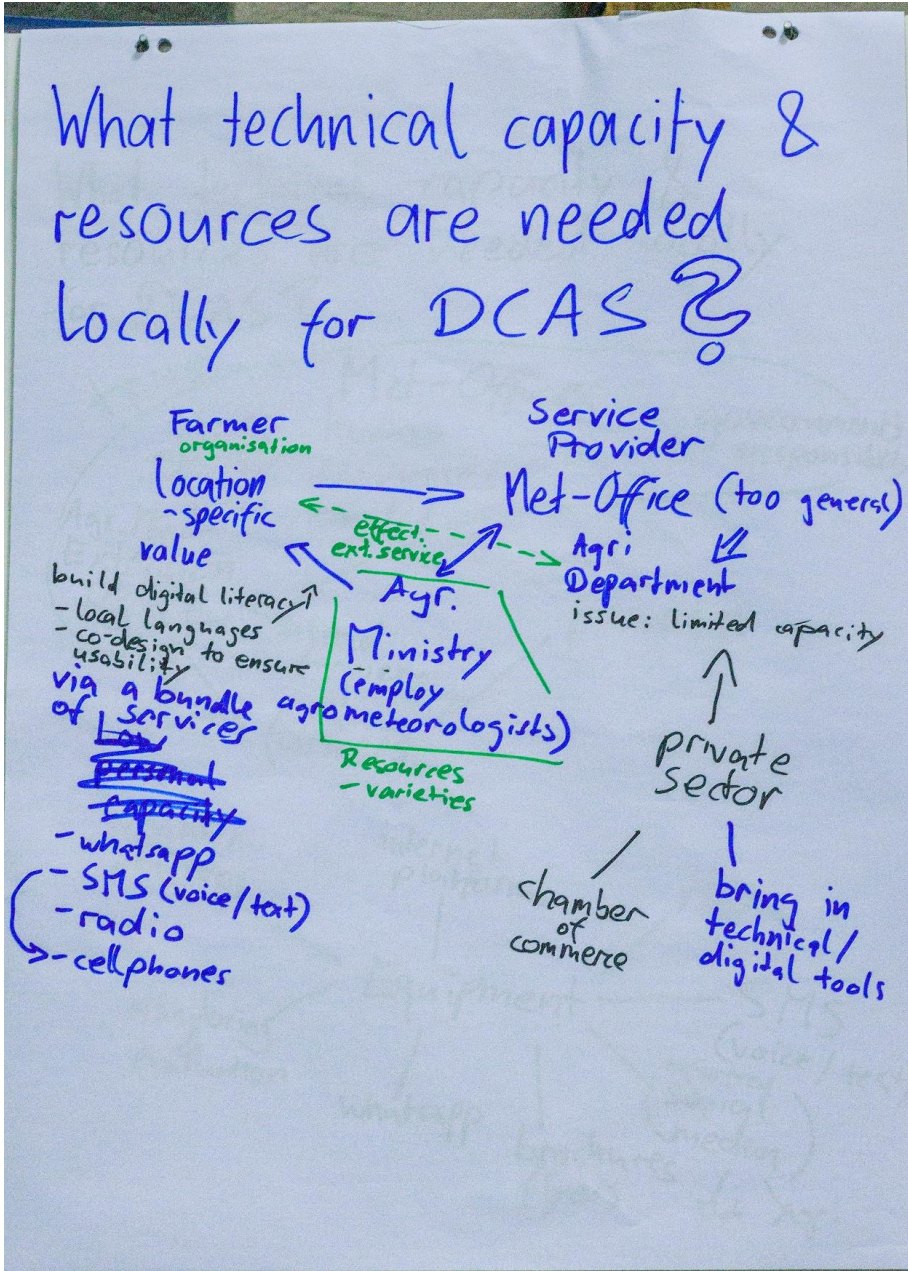 What technical capacity &
resources are needed
locally for DCAS?
Farmer
organisation
location
-specific
value
build digital literacy
- local languages
- co-design to ensure
usability
via a bundle
of services
Low
personal
capacity
- whatsapp
- SMS (voice/text)
- radio
- cellphones
effect.
ext. service
Agr.
Ministry
(employ
agrometeorologists)
Resources
- varieties
Service
Provider
Met-Office (too general)
Agri
Department
issue: limited capacity
private
sector
chamber
of
commerce
bring in
technical/
digital tools